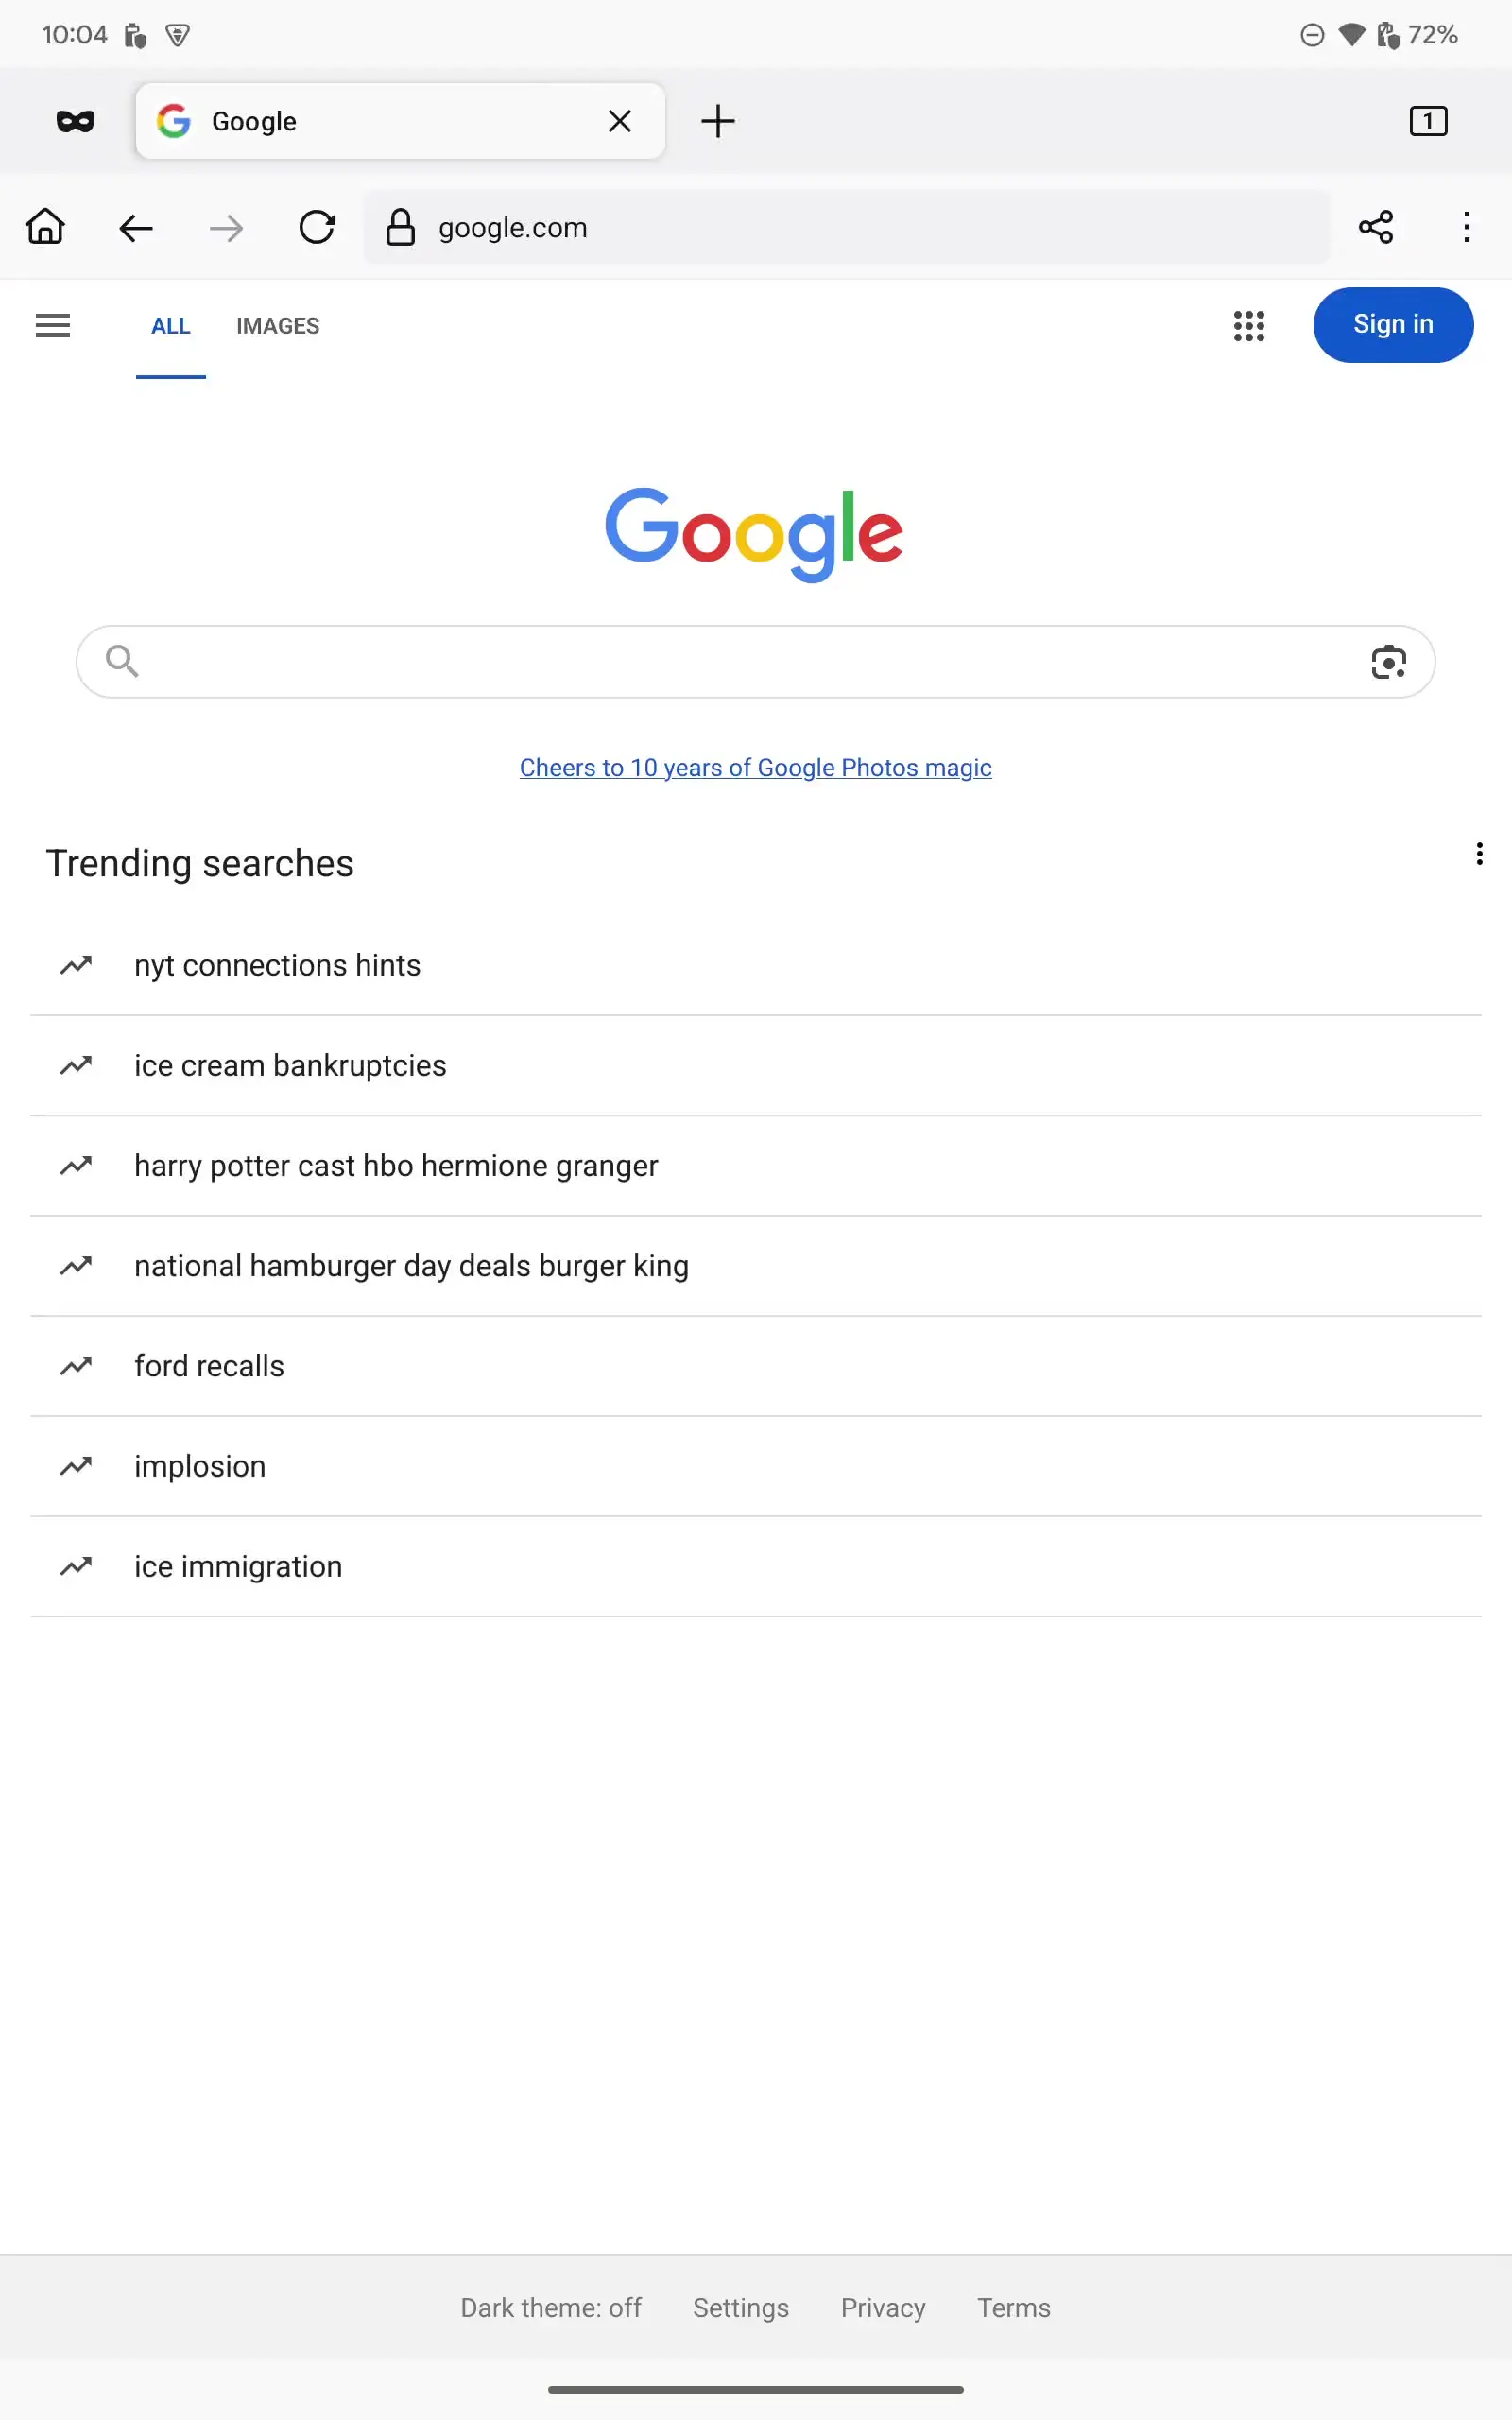 10:04 72%
Google 1
google.com
ALL IMAGES Sign in
Google
Cheers to 10 years of Google Photos magic
Trending searches
nyt connections hints
ice cream bankruptcies
harry potter cast hbo hermione granger
national hamburger day deals burger king
ford recalls
implosion
ice immigration
Dark theme: off Settings Privacy Terms